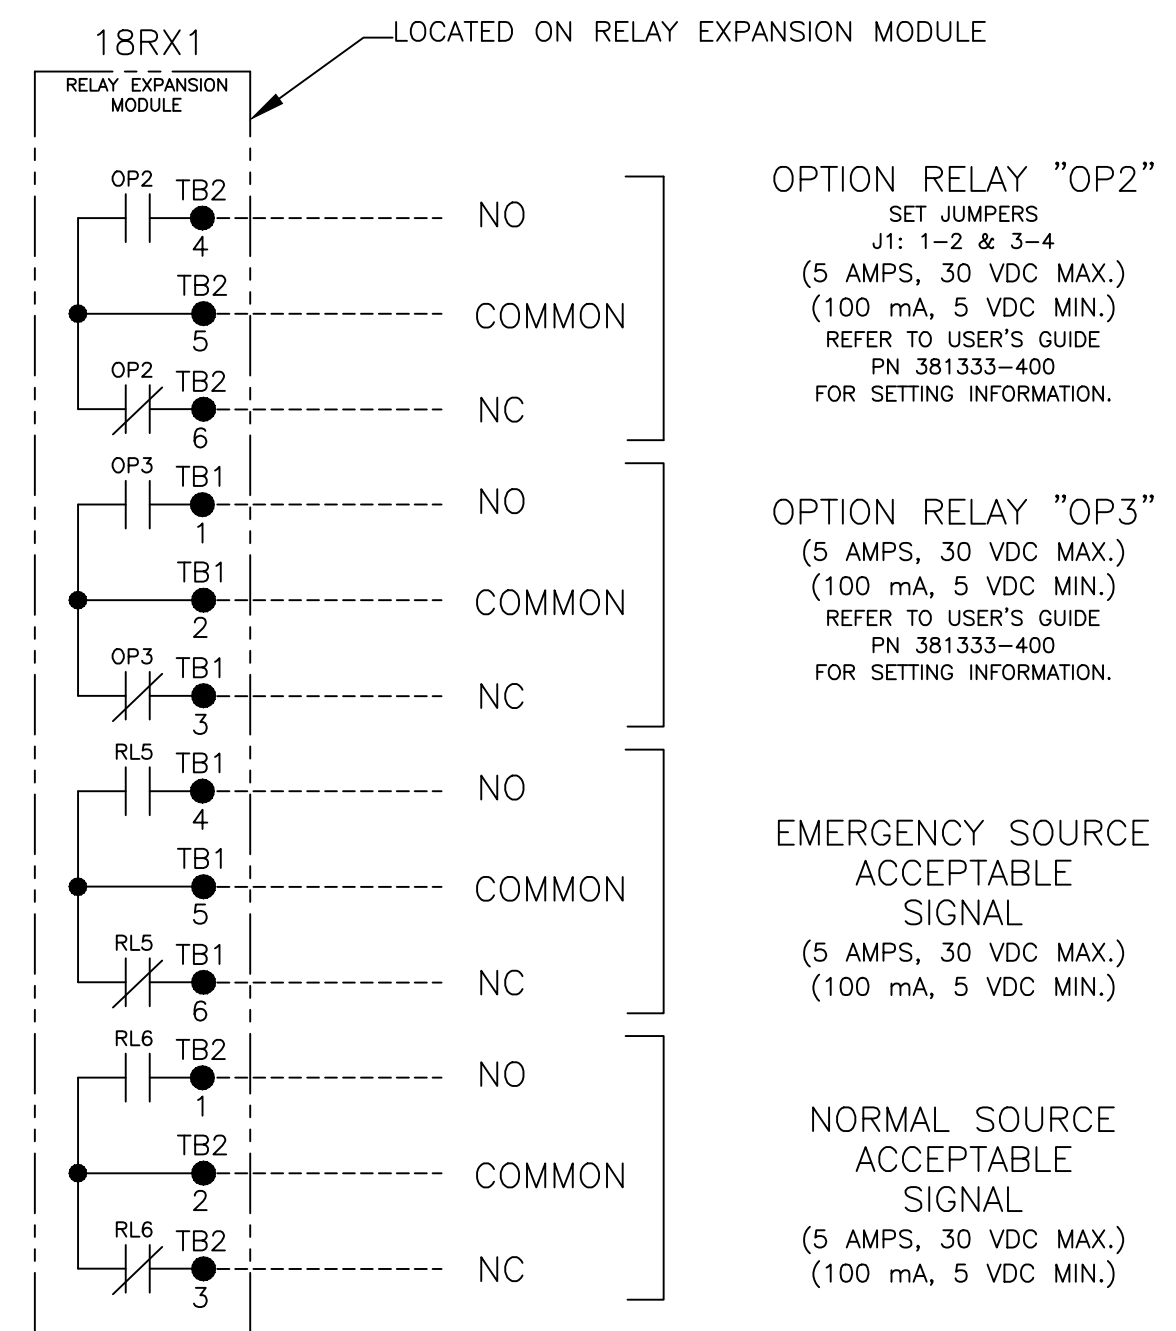 18RX1
LOCATED ON RELAY EXPANSION MODULE
RELAY EXPANSION
MODULE
OP2
TB2
4
NO
TB2
5
COMMON
OP2
TB2
6
NC
OPTION RELAY "OP2"
SET JUMPERS
J1: 1-2 & 3-4
(5 AMPS, 30 VDC MAX.)
(100 mA, 5 VDC MIN.)
REFER TO USER'S GUIDE
PN 381333-400
FOR SETTING INFORMATION.
OP3
TB1
1
NO
TB1
2
COMMON
OP3
TB1
3
NC
OPTION RELAY "OP3"
(5 AMPS, 30 VDC MAX.)
(100 mA, 5 VDC MIN.)
REFER TO USER'S GUIDE
PN 381333-400
FOR SETTING INFORMATION.
RL5
TB1
4
NO
TB1
5
COMMON
RL5
TB1
6
NC
EMERGENCY SOURCE
ACCEPTABLE
SIGNAL
(5 AMPS, 30 VDC MAX.)
(100 mA, 5 VDC MIN.)
RL6
TB2
1
NO
TB2
2
COMMON
RL6
TB2
3
NC
NORMAL SOURCE
ACCEPTABLE
SIGNAL
(5 AMPS, 30 VDC MAX.)
(100 mA, 5 VDC MIN.)